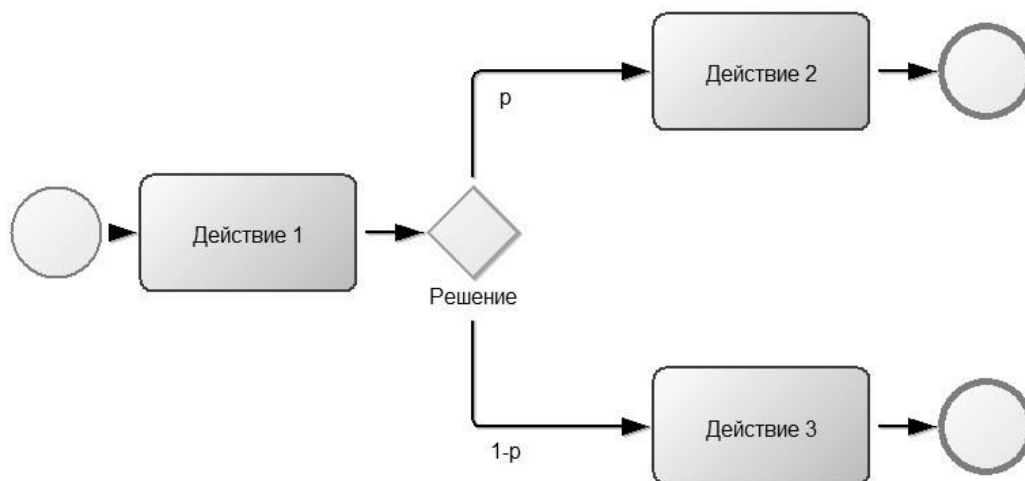 Действие 2
p
Действие 1
Решение
Действие 3
1-p